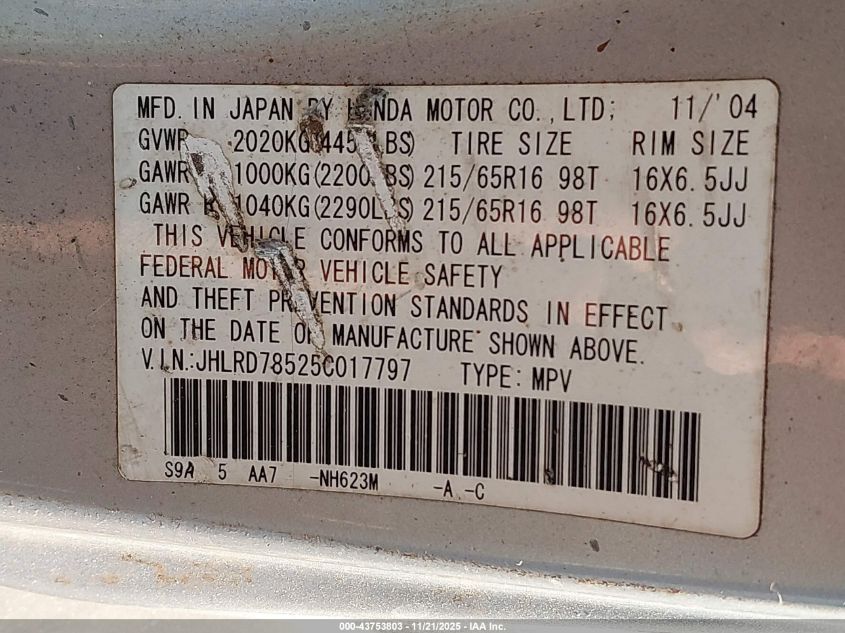 MFD. IN JAPAN BY HONDA MOTOR CO., LTD; 11/'04
GVWR 2020KG(445 LBS) TIRE SIZE RIM SIZE
GAWR 1000KG(2200LBS) 215/65R16 98T 16X6.5JJ
GAWR R 1040KG(2290LBS) 215/65R16 98T 16X6.5JJ
THIS VEHICLE CONFORMS TO ALL APPLICABLE
FEDERAL MOTOR VEHICLE SAFETY
AND THEFT PREVENTION STANDARDS IN EFFECT
ON THE DATE OF MANUFACTURE SHOWN ABOVE.
V.I.N.:JHLRD78525C017797 TYPE: MPV
S9A 5 AA7 -NH623M -A -C
000-43753803 - 11/21/2025 - IAA Inc.